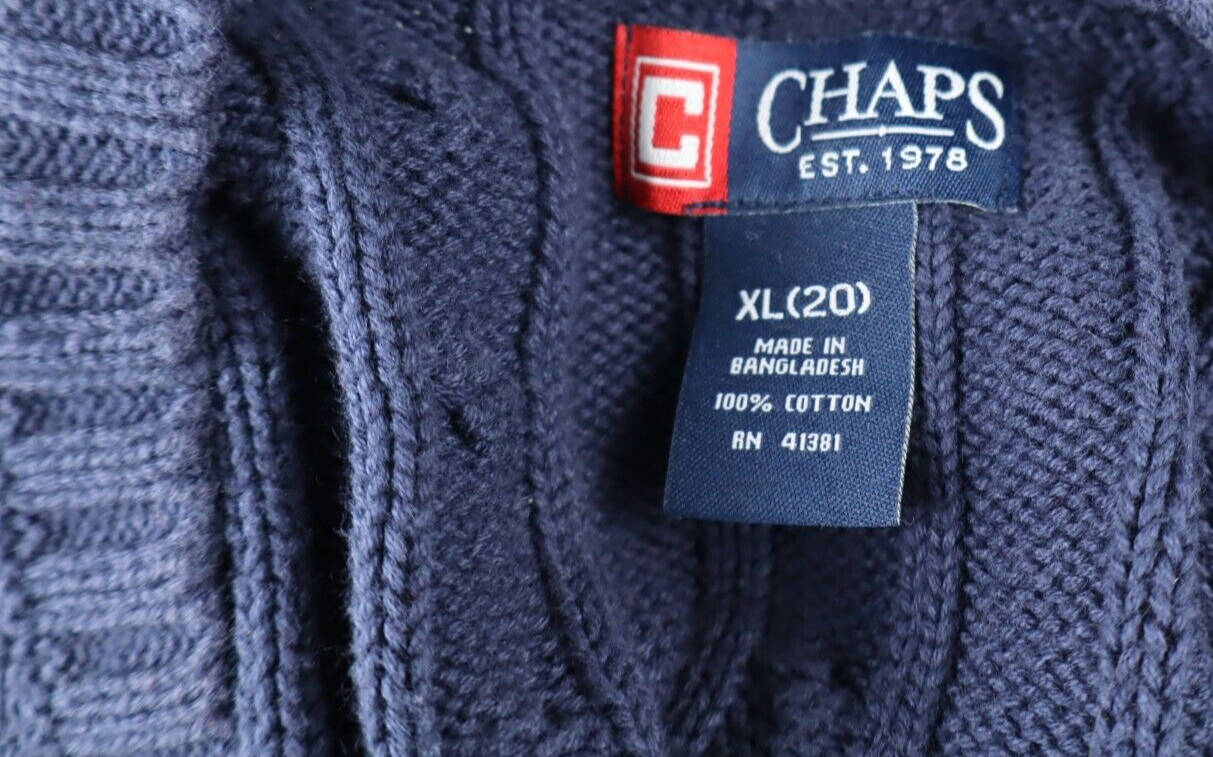 C
CHAPS
EST. 1978
XL(20)
MADE IN
BANGLADESH
100% COTTON
RN 41381